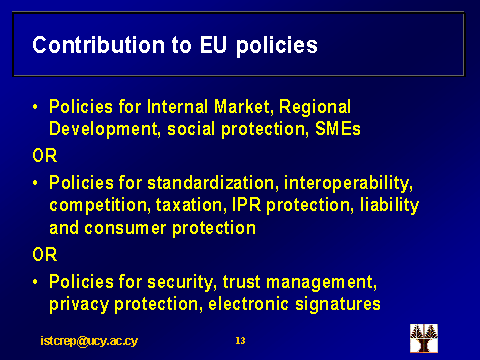 Contribution to EU policies
• Policies for Internal Market, Regional
Development, social protection, SMEs
OR
• Policies for standardization, interoperability,
competition, taxation, IPR protection, liability
and consumer protection
OR
• Policies for security, trust management,
privacy protection, electronic signatures
istcrep@ucy.ac.cy
13